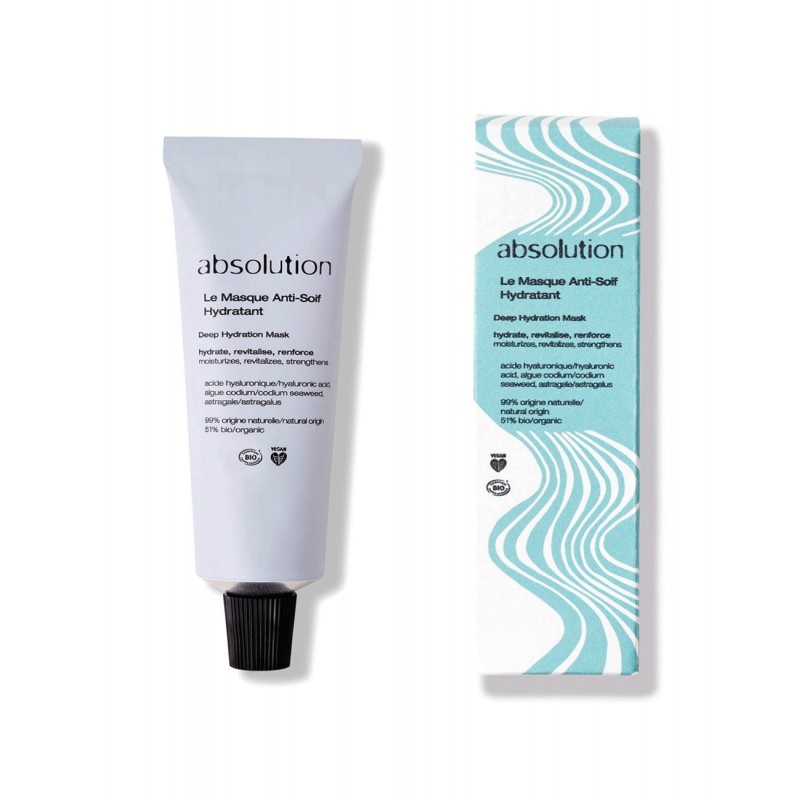 absolution
Le Masque Anti-Soif
Hydratant
Deep Hydration Mask
hydrate, revitalise, renforce
moisturizes, revitalizes, strengthens
acide hyaluronique/hyaluronic acid,
algue codium/codium seaweed,
astragale/astragalus
99% origine naturelle/natural origin
51% bio/organic
BIO
VEGAN
absolution
Le Masque Anti-Soif
Hydratant
Deep Hydration Mask
hydrate, revitalise, renforce
moisturizes, revitalizes, strengthens
acide hyaluronique/hyaluronic
acid, algue codium/codium
seaweed, astragale/astragalus
99% origine naturelle/
natural origin
51% bio/organic
VEGAN
BIO